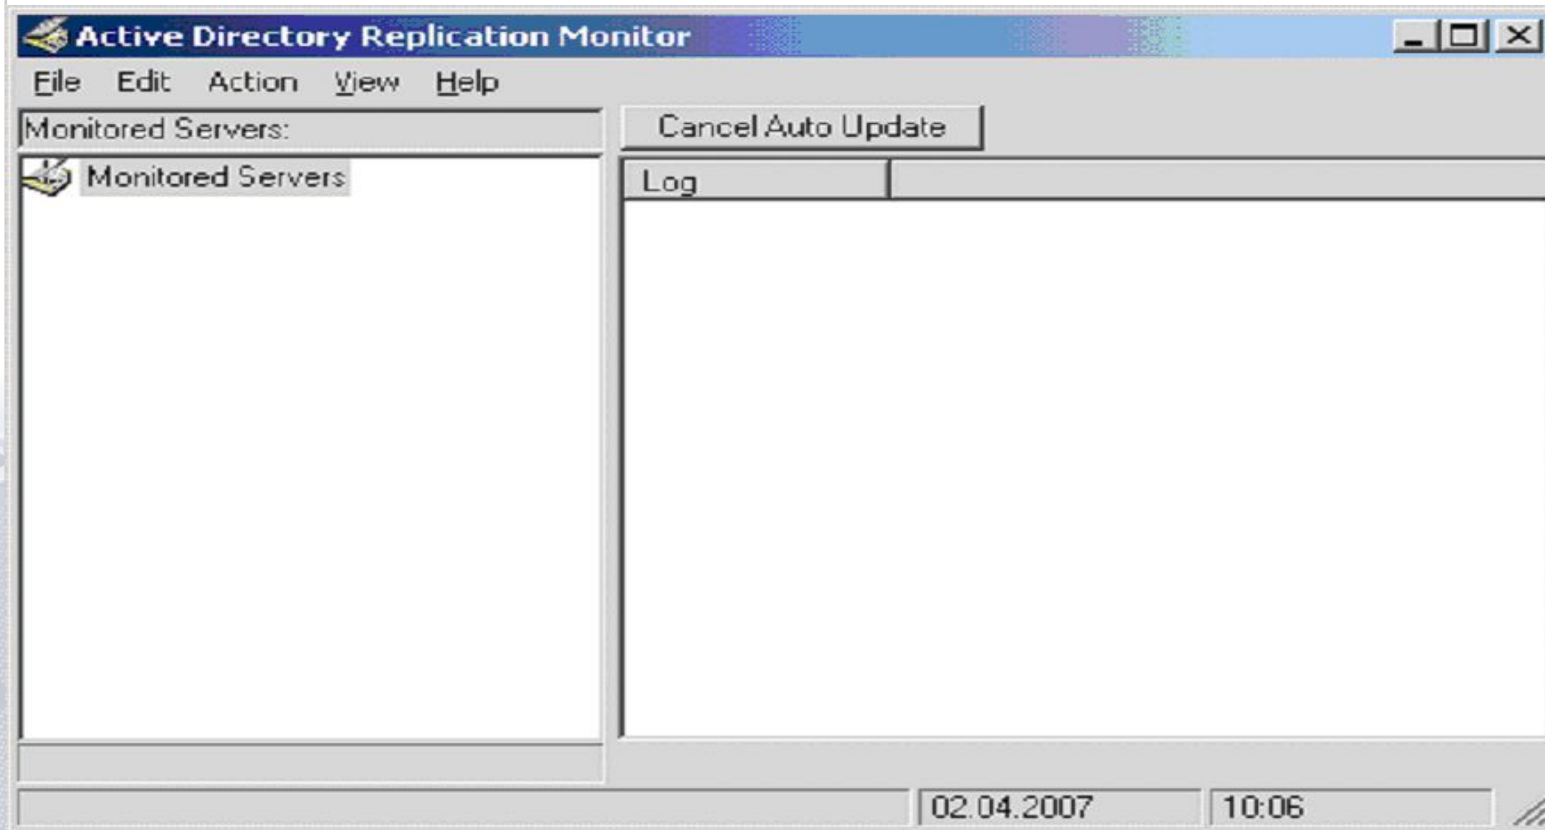 Active Directory Replication Monitor
File Edit Action View Help
Monitored Servers:
Cancel Auto Update
Monitored Servers
Log
02.04.2007
10:06